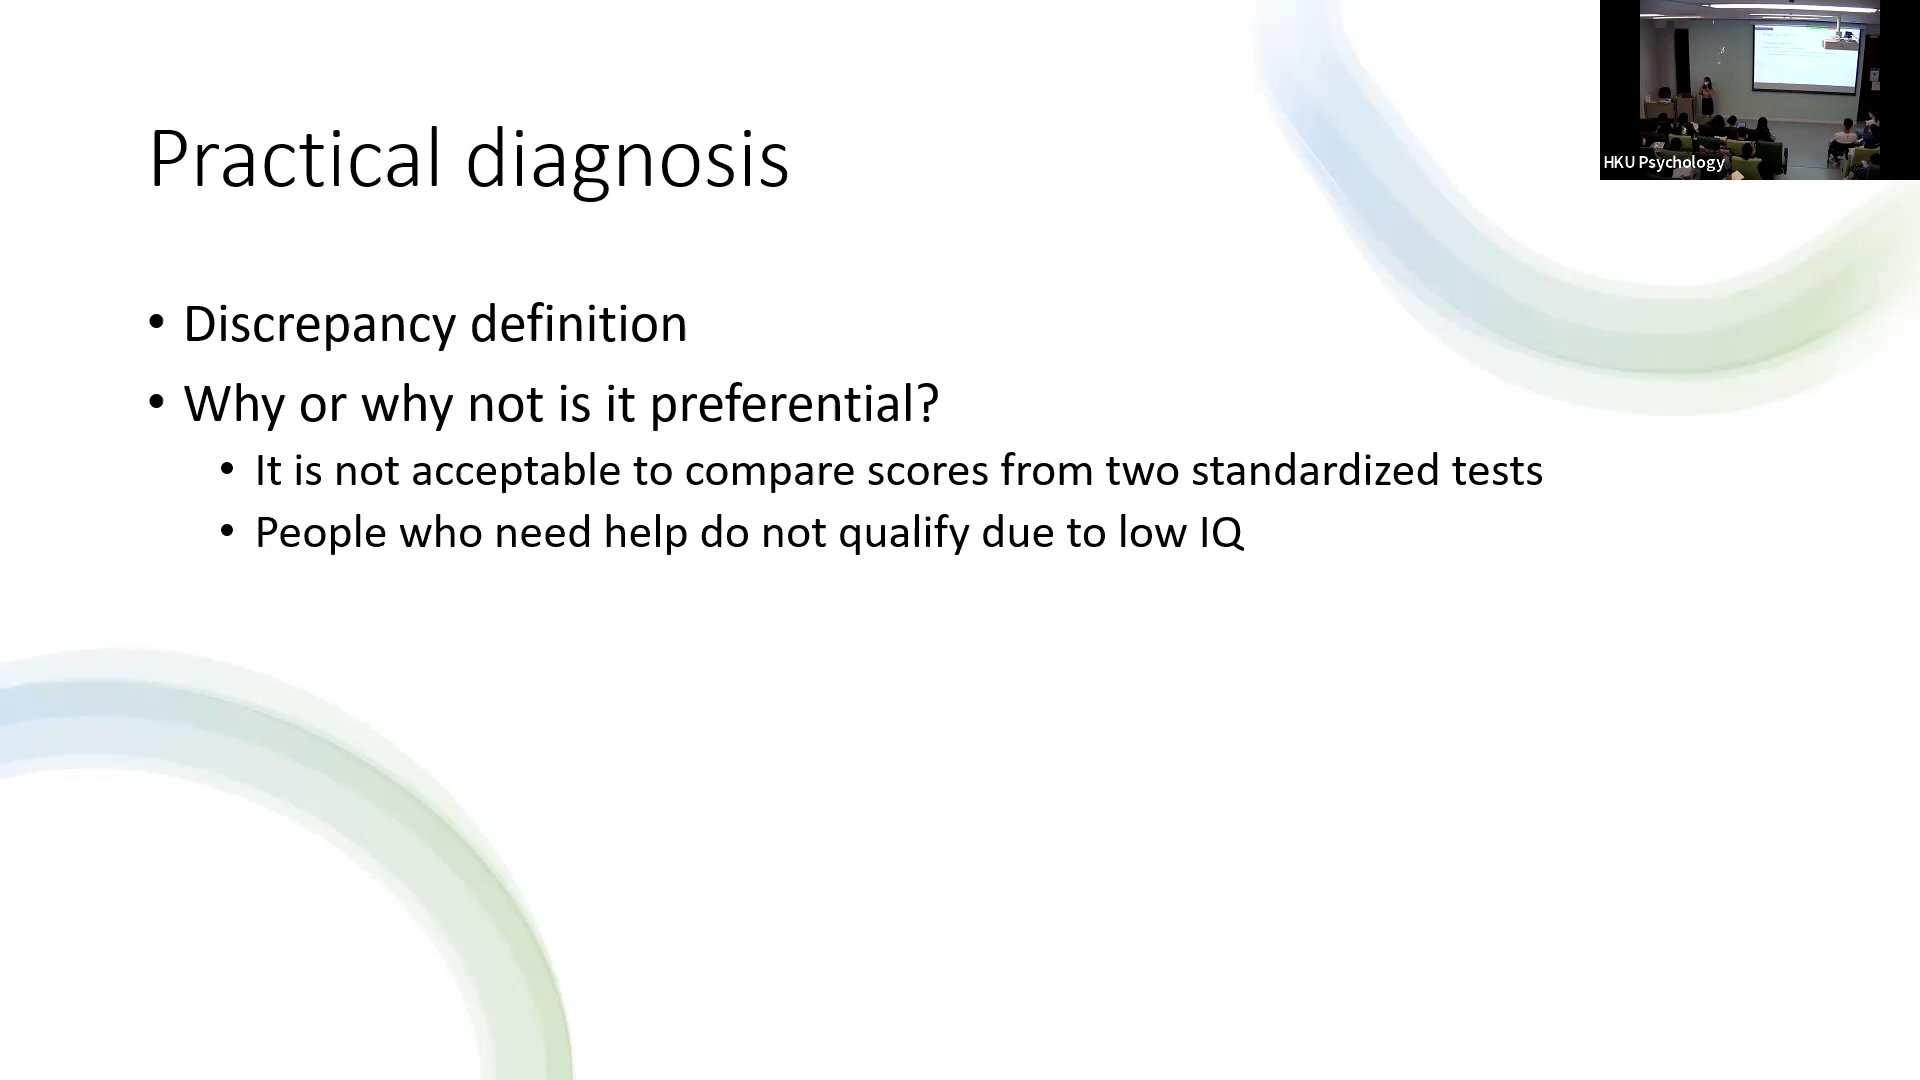 Practical diagnosis
HKU Psychology
• Discrepancy definition
• Why or why not is it preferential?
• It is not acceptable to compare scores from two standardized tests
• People who need help do not qualify due to low IQ